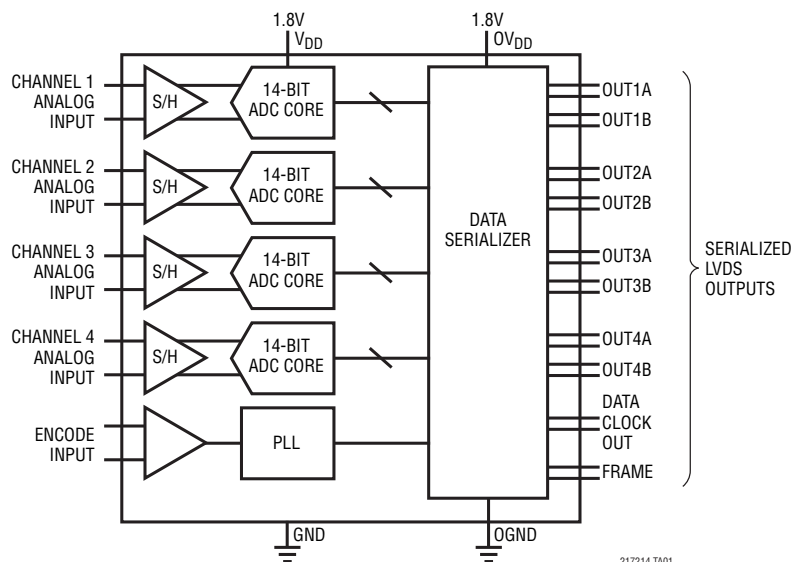 1.8V
V_DD
1.8V
OV_DD
CHANNEL 1
ANALOG
INPUT
S/H
14-BIT
ADC CORE
OUT1A
OUT1B
CHANNEL 2
ANALOG
INPUT
S/H
14-BIT
ADC CORE
OUT2A
OUT2B
DATA
SERIALIZER
CHANNEL 3
ANALOG
INPUT
S/H
14-BIT
ADC CORE
OUT3A
OUT3B
SERIALIZED
LVDS
OUTPUTS
CHANNEL 4
ANALOG
INPUT
S/H
14-BIT
ADC CORE
OUT4A
OUT4B
ENCODE
INPUT
PLL
DATA
CLOCK
OUT
FRAME
GND
OGND
217214 TA01